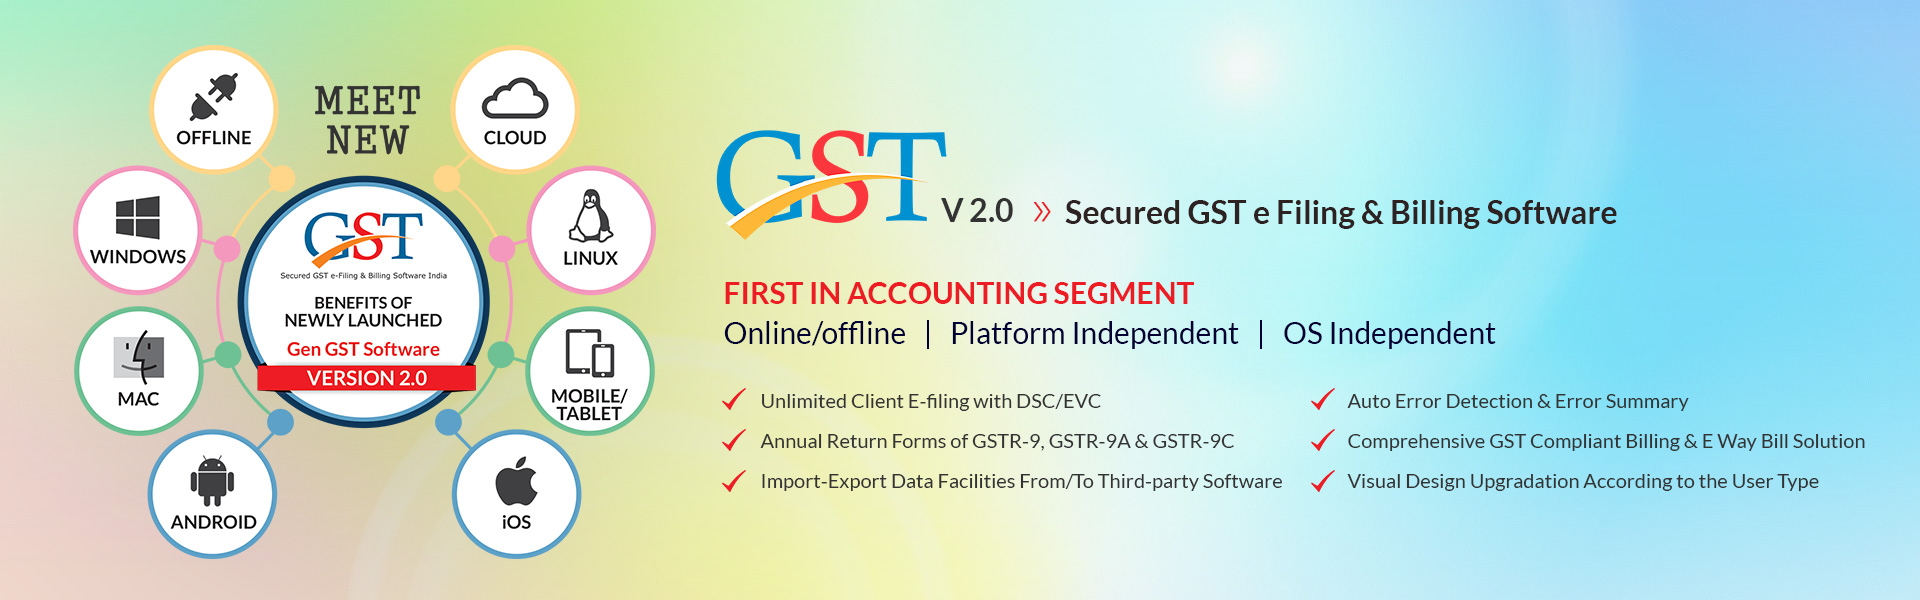 MEET
NEW
OFFLINE
CLOUD
WINDOWS
LINUX
MAC
MOBILE/
TABLET
ANDROID
iOS
GST
Secured GST e-Filing & Billing Software India
BENEFITS OF
NEWLY LAUNCHED
Gen GST Software
VERSION 2.0
GST V 2.0 » Secured GST e Filing & Billing Software
FIRST IN ACCOUNTING SEGMENT
Online/offline | Platform Independent | OS Independent
Unlimited Client E-filing with DSC/EVC
Annual Return Forms of GSTR-9, GSTR-9A & GSTR-9C
Import-Export Data Facilities From/To Third-party Software
Auto Error Detection & Error Summary
Comprehensive GST Compliant Billing & E Way Bill Solution
Visual Design Upgradation According to the User Type